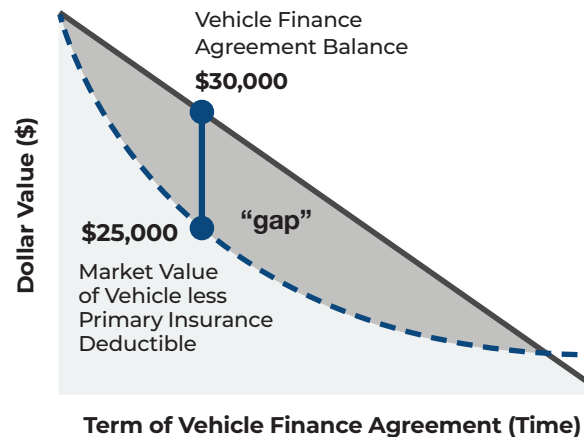 Vehicle Finance
Agreement Balance
$30,000
Dollar Value ($)
“gap”
$25,000
Market Value
of Vehicle less
Primary Insurance
Deductible
Term of Vehicle Finance Agreement (Time)